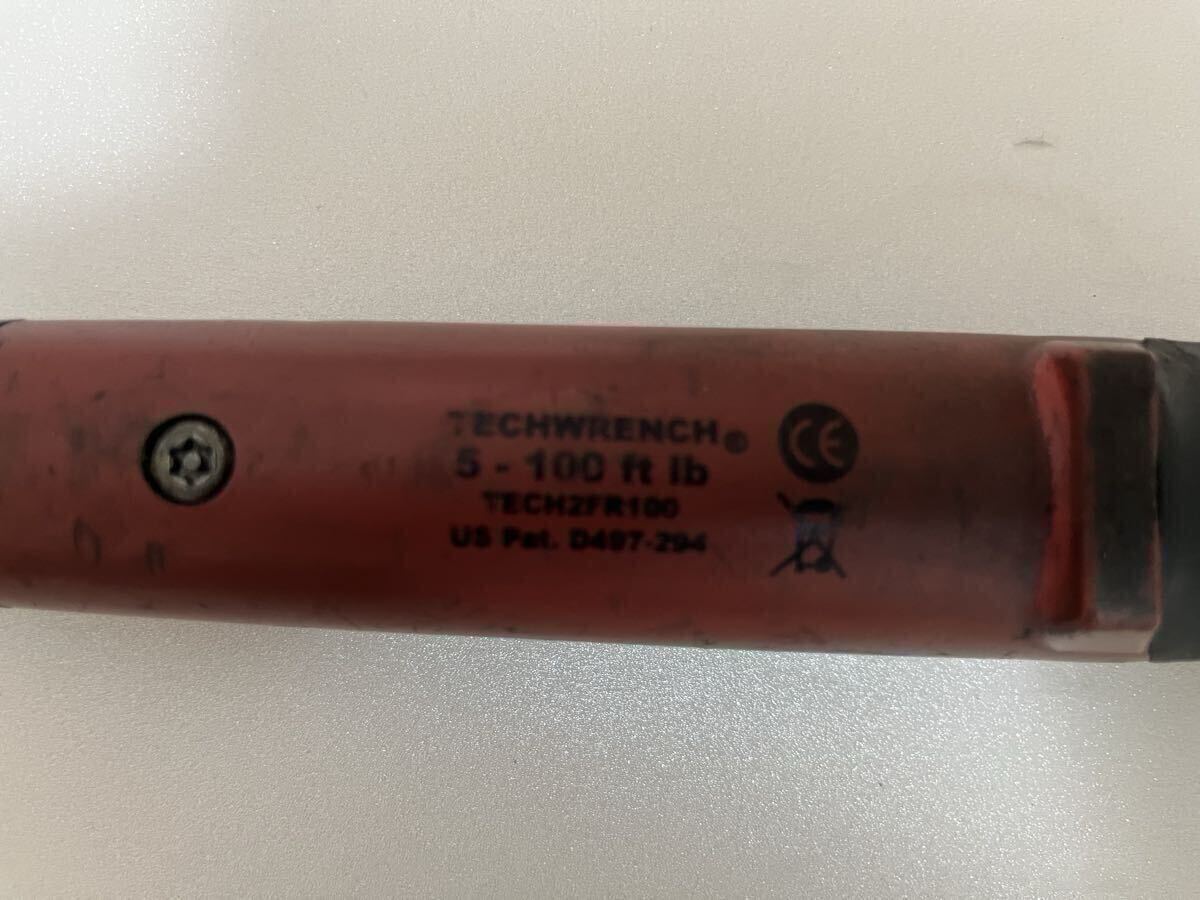 TECHWRENCH®
5 - 100 ft lb
TECH2FR100
US Pat. D497-294
CE